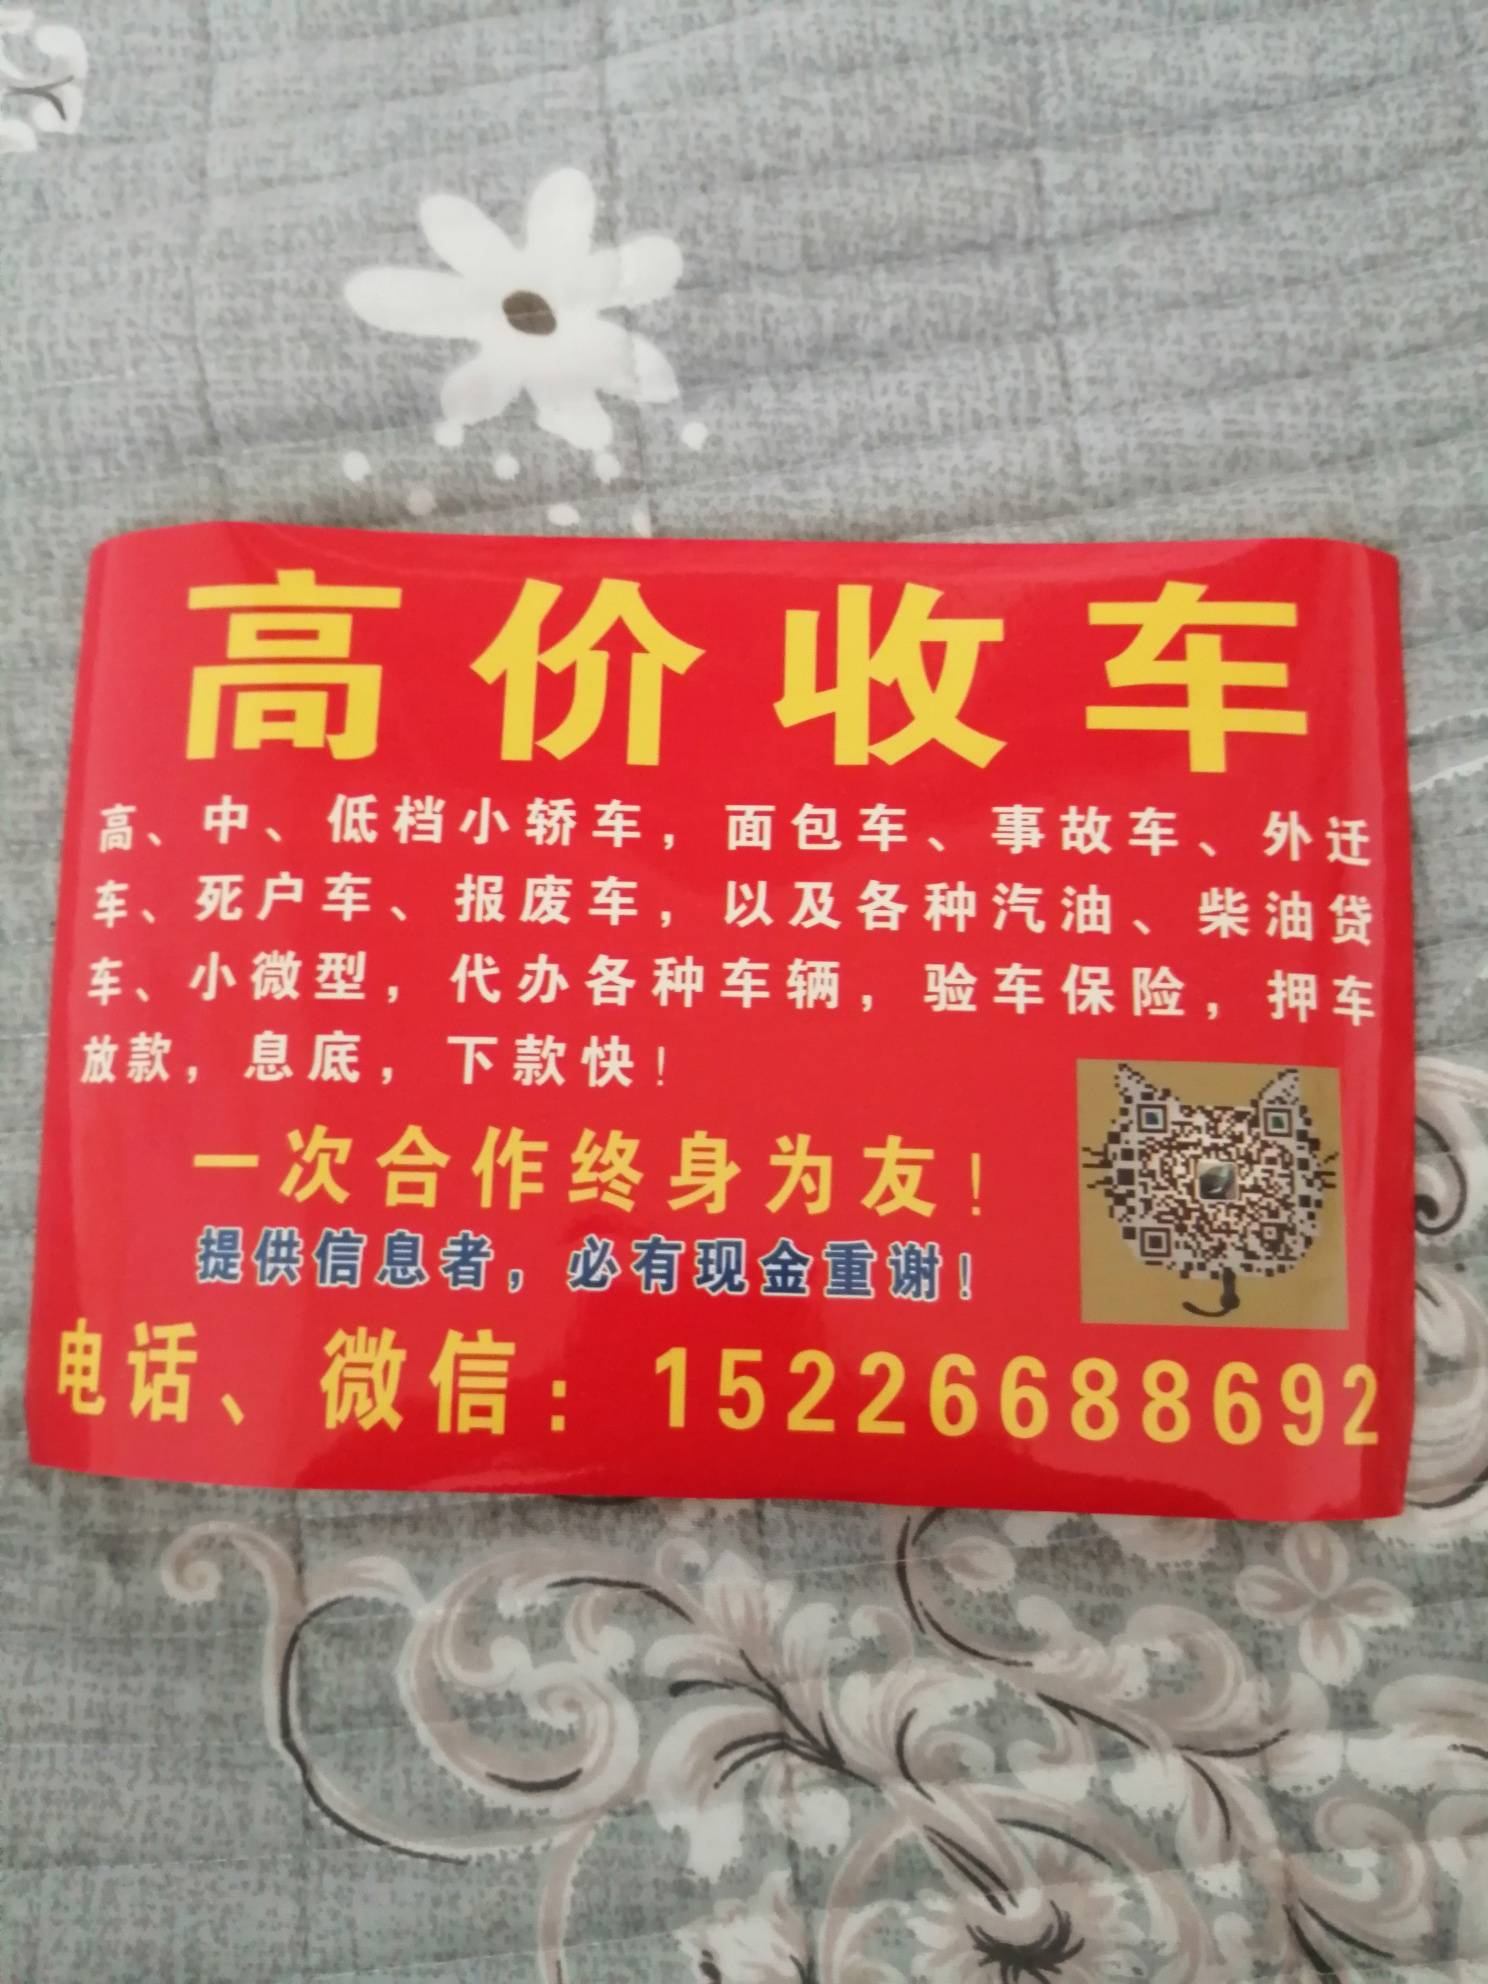 高价收车
高、中、低档小轿车，面包车、事故车、外迁
车、死户车、报废车，以及各种汽油、柴油贷
车、小微型，代办各种车辆，验车保险，押车
放款，息底，下款快！
一次合作终身为友！
提供信息者，必有现金重谢！
电话、微信：15226688692